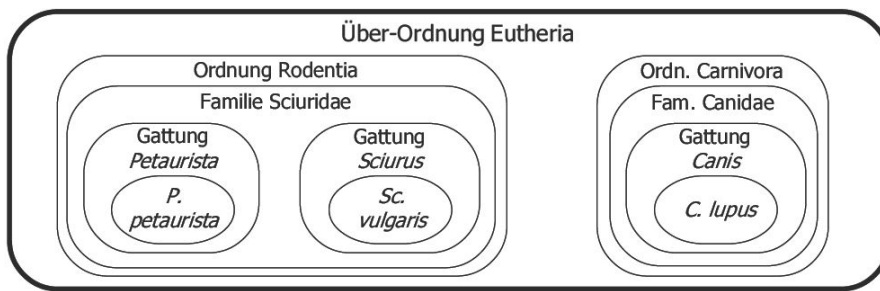 Über-Ordnung Eutheria
Ordnung Rodentia
Familie Sciuridae
Gattung
Petaurista
P.
petaurista
Gattung
Sciurus
Sc.
vulgaris
Ordn. Carnivora
Fam. Canidae
Gattung
Canis
C. lupus